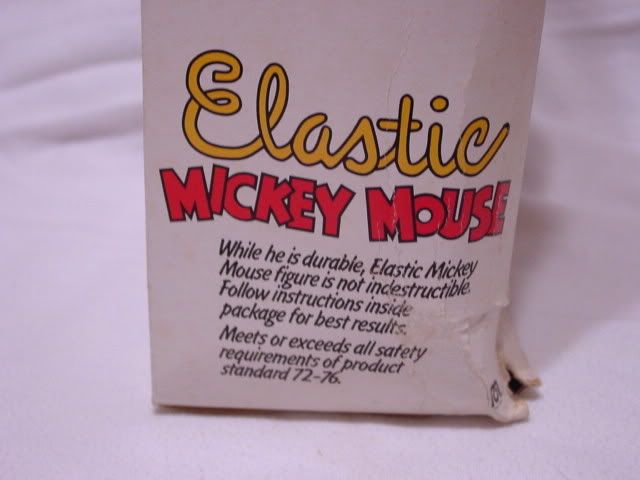 Elastic
MICKEY MOUSE
While he is durable, Elastic Mickey
Mouse figure is not indestructible.
Follow instructions inside
package for best results.
Meets or exceeds all safety
requirements of product
standard 72-76.